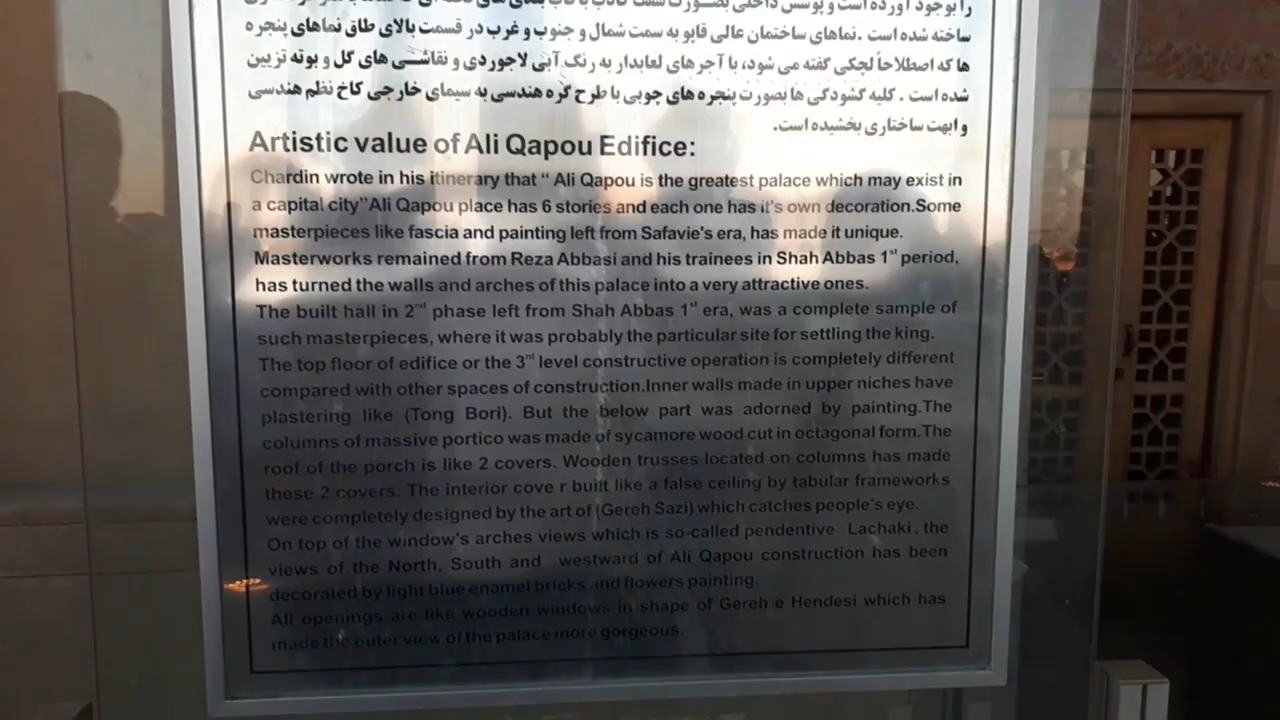 را بوجود آورده است و پوشش داخلی بصورت سقف کاذب با قاب بندی های
ساخته شده است .نماهای ساختمان عالی قاپو به سمت شمال و جنوب و غرب در قسمت بالای طاق نماهای پنجره
ها که اصطلاحاً لچکی گفته می شود، با آجرهای لعابدار به رنگ آبی لاجوردی و نقاشی های گل و بوته تزیین
شده است . کلیه گشودگی ها بصورت پنجره های چوبی با طرح گره هندسی به سیمای خارجی کاخ نظم هندسی
و ابهت ساختاری بخشیده است.
Artistic value of Ali Qapou Edifice:
Chardin wrote in his itinerary that “ Ali Qapou is the greatest palace which may exist in
a capital city”Ali Qapou place has 6 stories and each one has it's own decoration.Some
masterpieces like fascia and painting left from Safavie's era, has made it unique.
Masterworks remained from Reza Abbasi and his trainees in Shah Abbas 1st period,
has turned the walls and arches of this palace into a very attractive ones.
The built hall in 2nd phase left from Shah Abbas 1st era, was a complete sample of
such masterpieces, where it was probably the particular site for settling the king.
The top floor of edifice or the 3rd level constructive operation is completely different
compared with other spaces of construction.Inner walls made in upper niches have
plastering like (Tong Bori). But the below part was adorned by painting.The
columns of massive portico was made of sycamore wood cut in octagonal form.The
roof of the porch is like 2 covers. Wooden trusses located on columns has made
these 2 covers. The interior cove r built like a false ceiling by tabular frameworks
were completely designed by the art of (Gereh Sazi) which catches people's eye.
On top of the window's arches views which is so-called pendentive Lachaki, the
views of the North, South and westward of Ali Qapou construction has been
decorated by light blue enamel bricks and flowers painting.
All openings are like wooden windows in shape of Gereh e Hendesi which has
made the outer view of the palace more gorgeous.